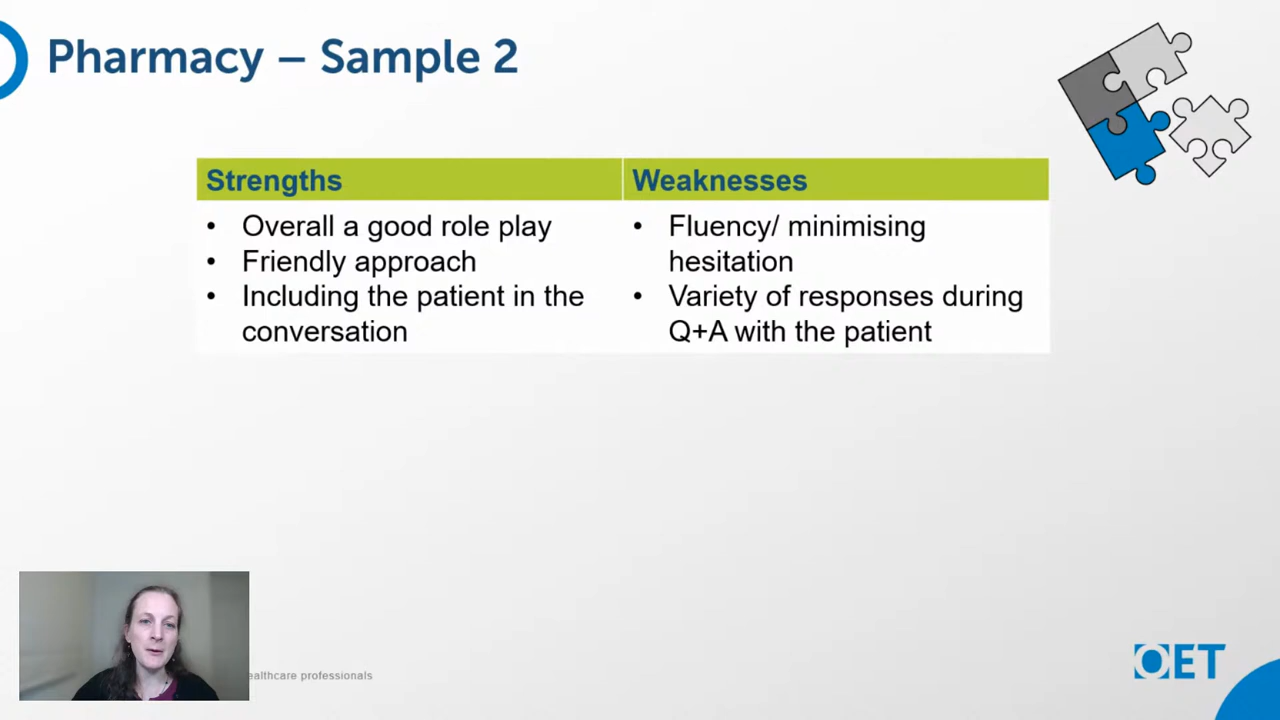 Pharmacy – Sample 2
Strengths
Weaknesses
• Overall a good role play
• Friendly approach
• Including the patient in the
conversation
• Fluency/ minimising
hesitation
• Variety of responses during
Q+A with the patient
ealthcare professionals
OET